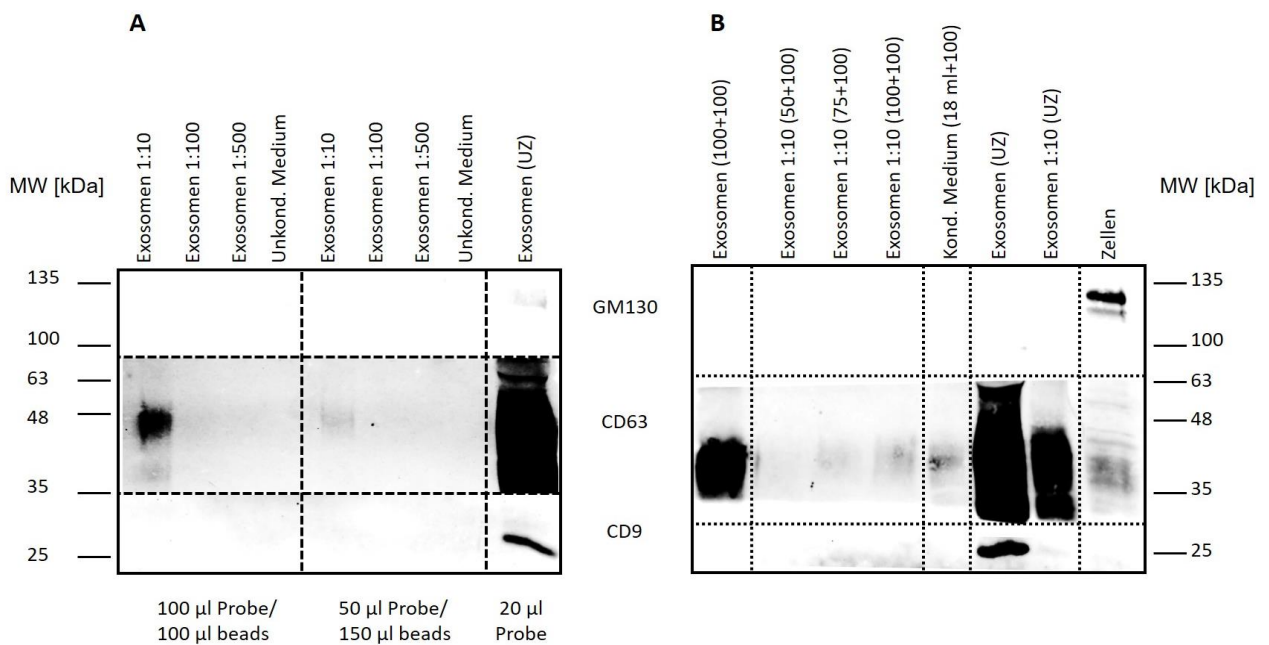 A
MW [kDa]
Exosomen 1:10
Exosomen 1:100
Exosomen 1:500
Unkond. Medium
Exosomen 1:10
Exosomen 1:100
Exosomen 1:500
Unkond. Medium
Exosomen (UZ)
135
100
63
48
35
25
100 µl Probe/
100 µl beads
50 µl Probe/
150 µl beads
20 µl
Probe
GM130
CD63
CD9
B
Exosomen (100+100)
Exosomen 1:10 (50+100)
Exosomen 1:10 (75+100)
Exosomen 1:10 (100+100)
Kond. Medium (18 ml+100)
Exosomen (UZ)
Exosomen 1:10 (UZ)
Zellen
MW [kDa]
135
100
63
48
35
25